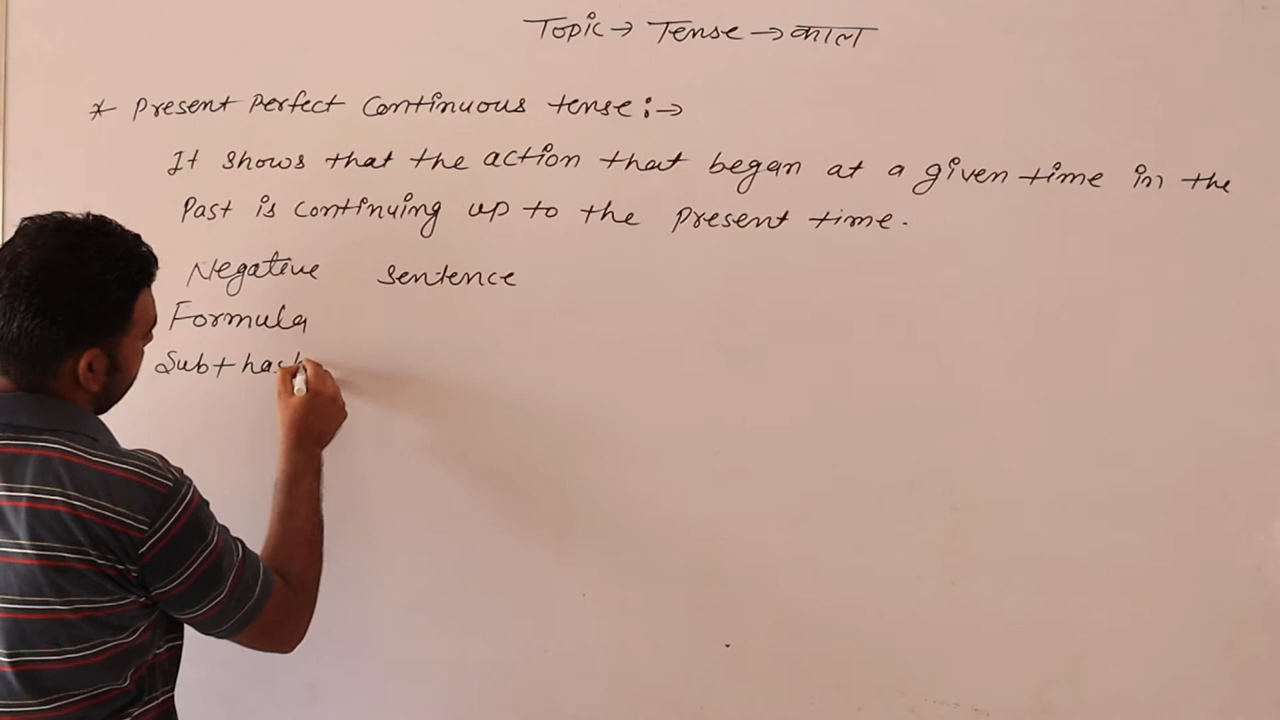 Topic → Tense → काल
* Present Perfect Continuous tense :→
It shows that the action that began at a given time in the
Past is continuing up to the present time.
Negative sentence
Formula
Sub + has